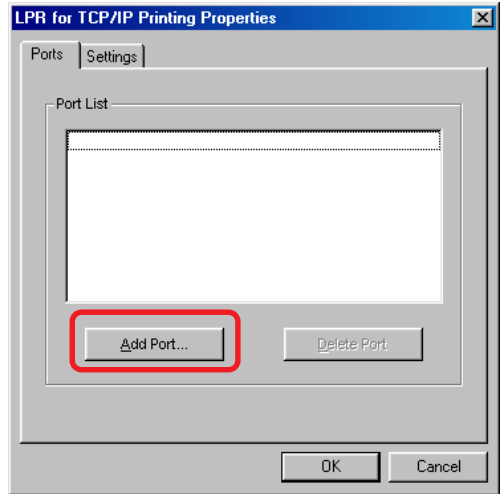 LPR for TCP/IP Printing Properties
Ports Settings
Port List
Add Port... Delete Port
OK Cancel